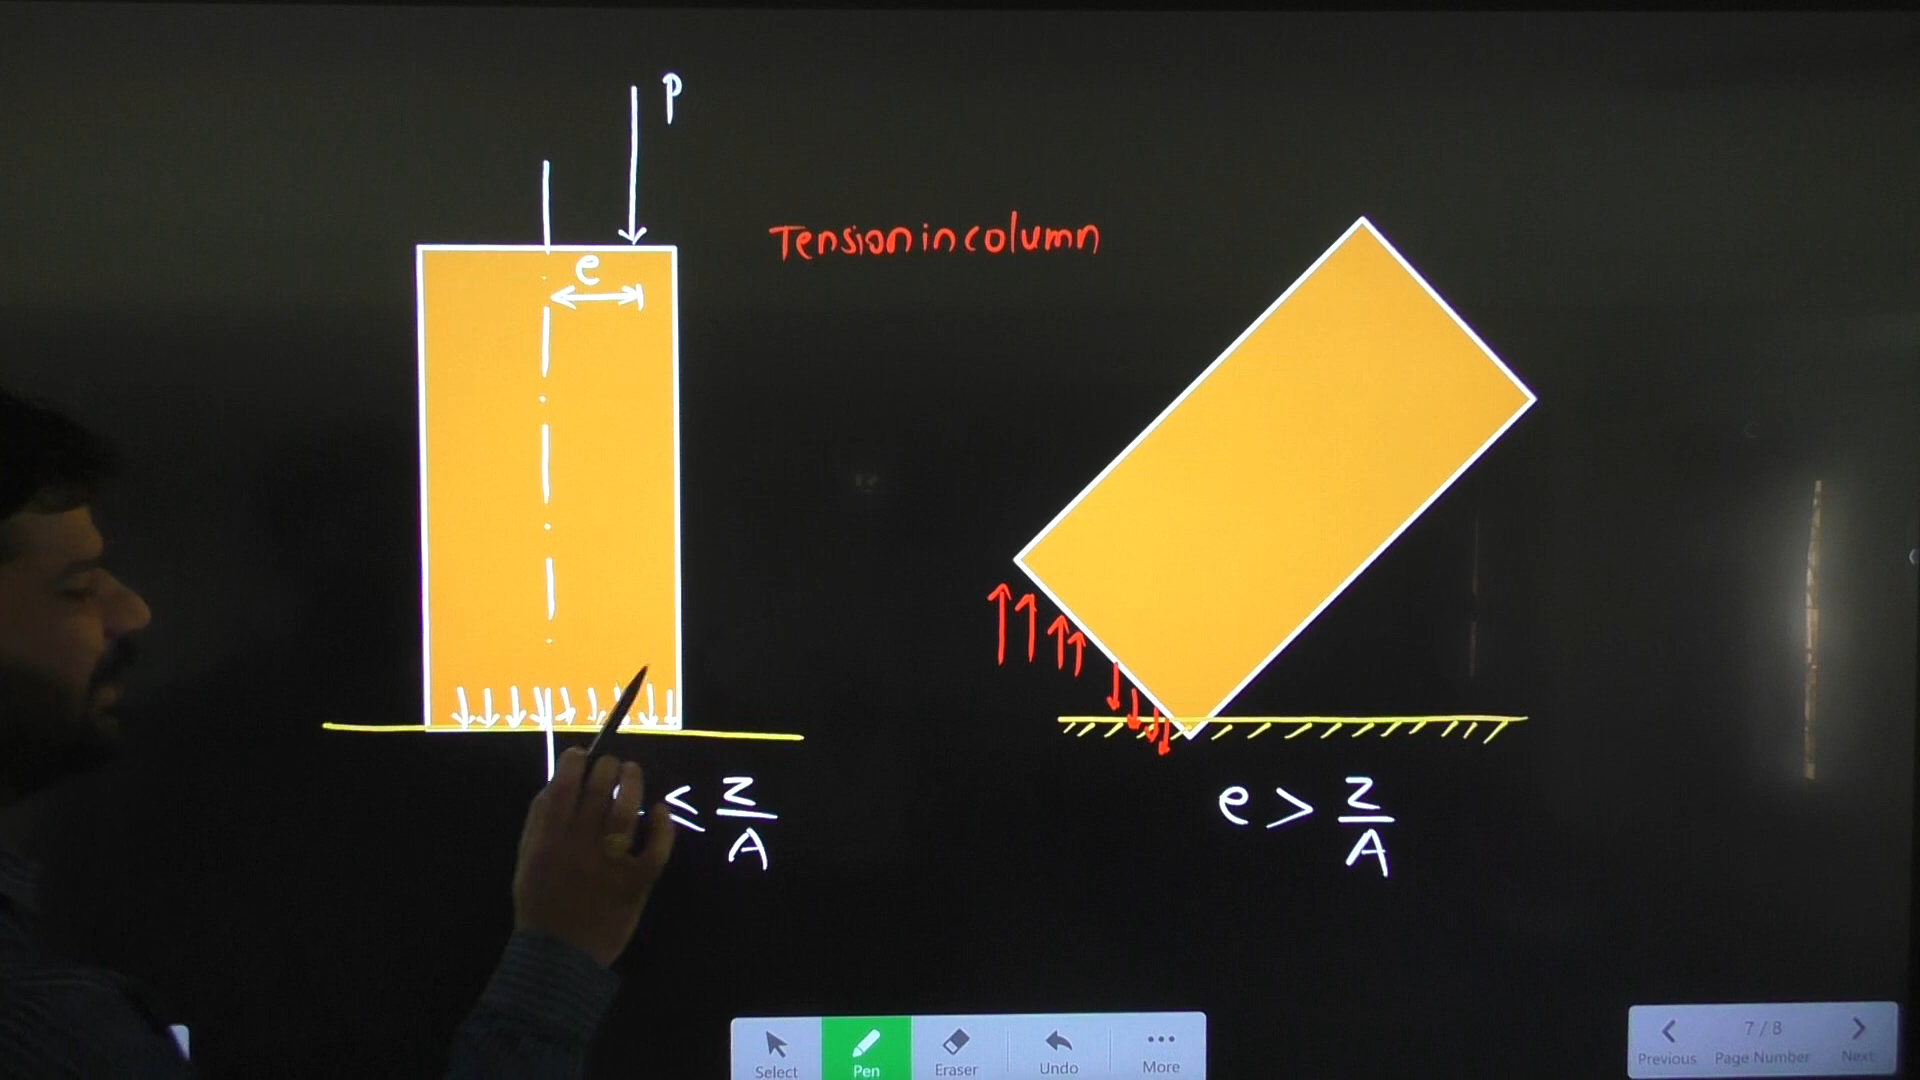 P
Tension in column
e
≤ Z/A
e > Z/A
Select
Pen
Eraser
Undo
More
7 / 8
Previous
Page Number
Next